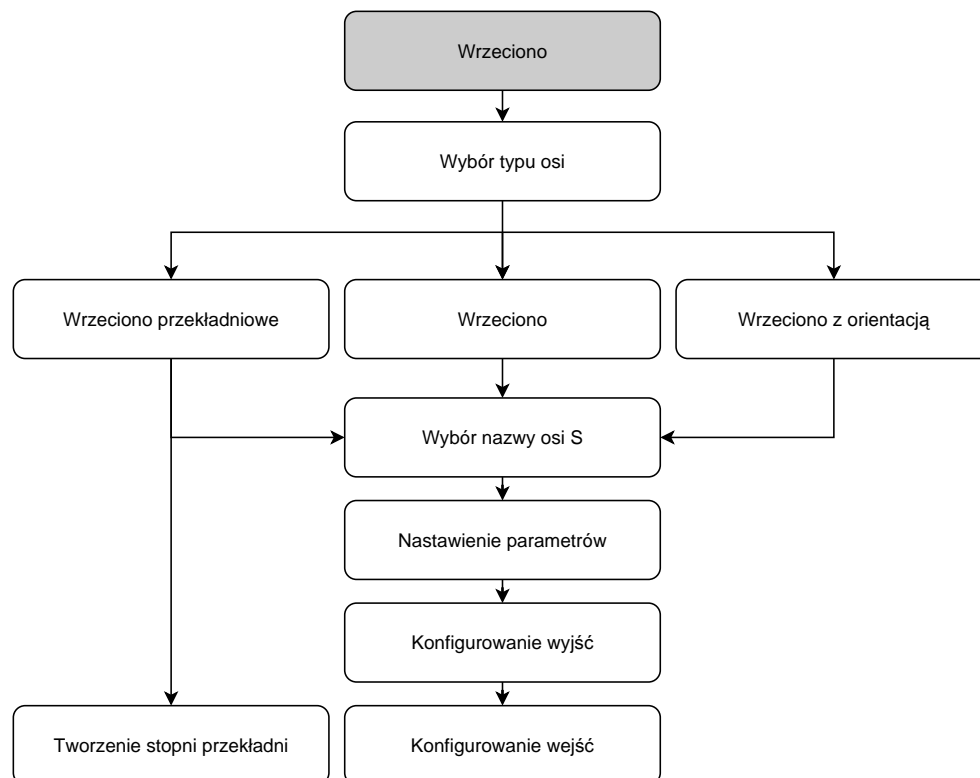 Wrzeciono
Wybór typu osi
Wrzeciono przekładniowe
Wrzeciono
Wrzeciono z orientacją
Wybór nazwy osi S
Nastawienie parametrów
Konfigurowanie wyjść
Tworzenie stopni przekładni
Konfigurowanie wejść